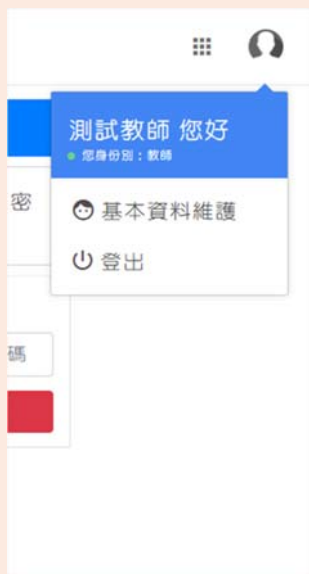 測試教師 您好
您身份別：教師
密
基本資料維護
登出
碼